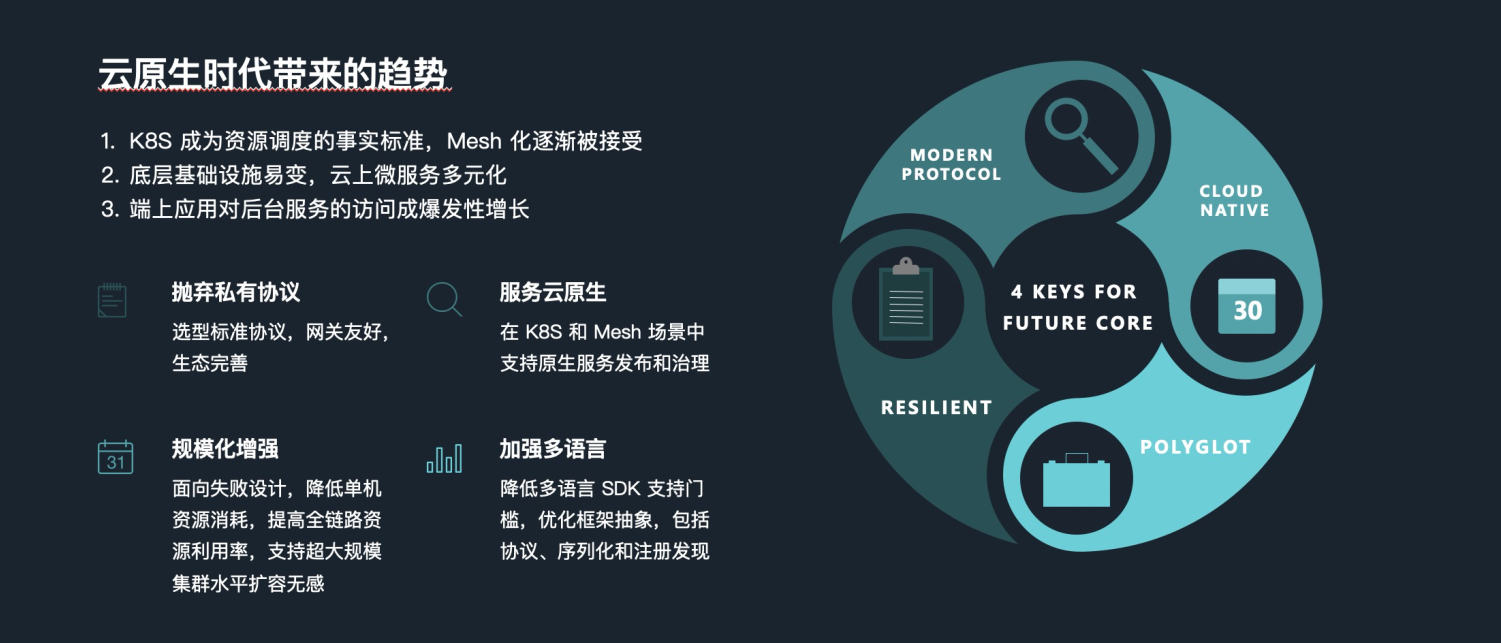 云原生时代带来的趋势
1. K8S 成为资源调度的事实标准，Mesh 化逐渐被接受
2. 底层基础设施易变，云上微服务多元化
3. 端上应用对后台服务的访问成爆发性增长
抛弃私有协议
选型标准协议，网关友好，
生态完善
服务云原生
在 K8S 和 Mesh 场景中
支持原生服务发布和治理
31
规模化增强
面向失败设计，降低单机
资源消耗，提高全链路资
源利用率，支持超大规模
集群水平扩容无感
加强多语言
降低多语言 SDK 支持门
槛，优化框架抽象，包括
协议、序列化和注册发现
MODERN
PROTOCOL
CLOUD
NATIVE
30
4 KEYS FOR
FUTURE CORE
RESILIENT
POLYGLOT